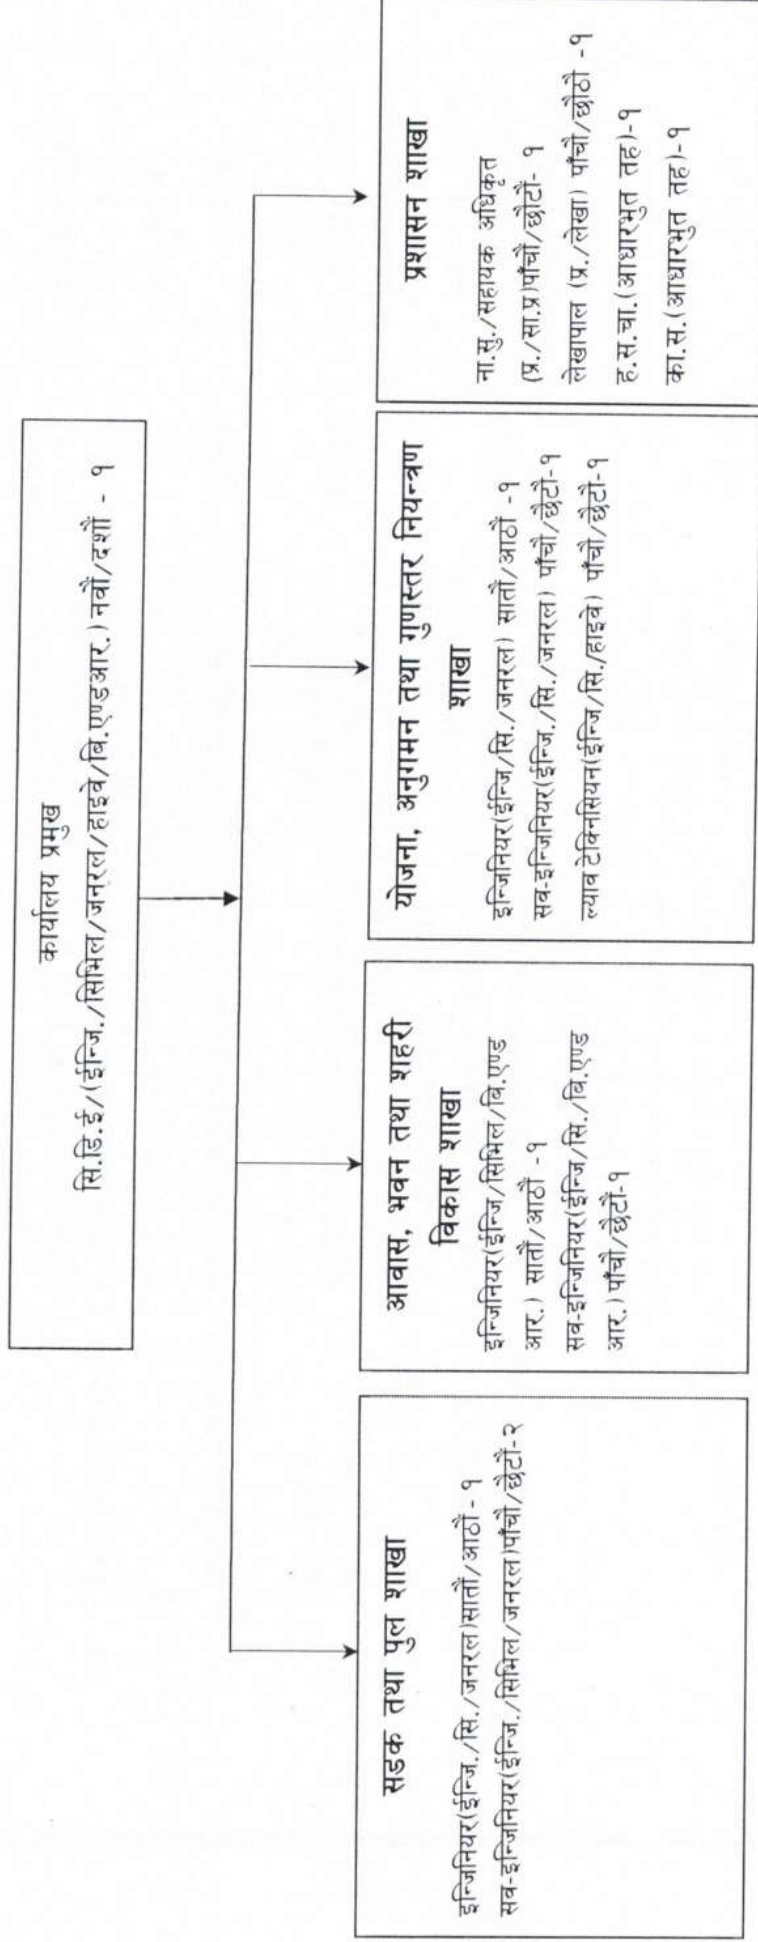 कार्यालय प्रमुख
सि.डि.ई/(ईन्जि./सिभिल/जनरल/हाइवे/बि.एण्डआर.) नवौं/दशौं - १
सडक तथा पुल शाखा
इन्जिनियर(ईन्जि./सि./जनरल)सातौं/आठौं - १
सव-इन्जिनियर(ईन्जि./सिभिल/जनरल)पाँचौ/छैटौं-२
आवास, भवन तथा शहरी
विकास शाखा
इन्जिनियर(ईन्जि/सिभिल/बि.एण्ड
आर.) सातौं/आठौं -१
सव-इन्जिनियर(ईन्जि/सि./बि.एण्ड
आर.) पाँचौ/छैटौं-१
योजना, अनुगमन तथा गुणस्तर नियन्त्रण
शाखा
इन्जिनियर(ईन्जि/सि./जनरल) सातौं/आठौं -१
सव-इन्जिनियर(ईन्जि./सि./जनरल) पाँचौ/छैटौं-१
ल्याव टेक्निसियन(ईन्जि/सि./हाइवे) पाँचौ/छैटौं-१
प्रशासन शाखा
ना.सु./सहायक अधिकृत
(प्र./सा.प्र)पाँचौ/छौटौं- १
लेखापाल (प्र./लेखा) पाँचौ/छौठौ -१
ह.स.चा.(आधारभुत तह)-१
का.स.(आधारभुत तह)-१